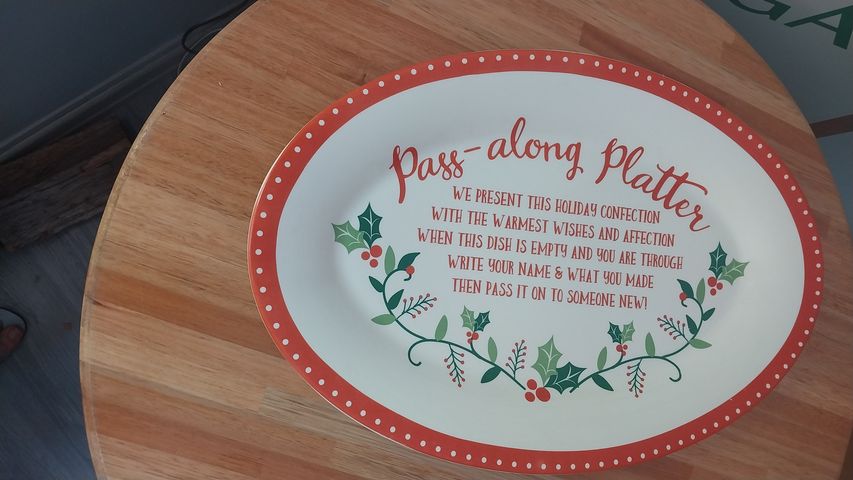 GA
Pass-along Platter
WE PRESENT THIS HOLIDAY CONFECTION
WITH THE WARMEST WISHES AND AFFECTION
WHEN THIS DISH IS EMPTY AND YOU ARE THROUGH
WRITE YOUR NAME & WHAT YOU MADE
THEN PASS IT ON TO SOMEONE NEW!